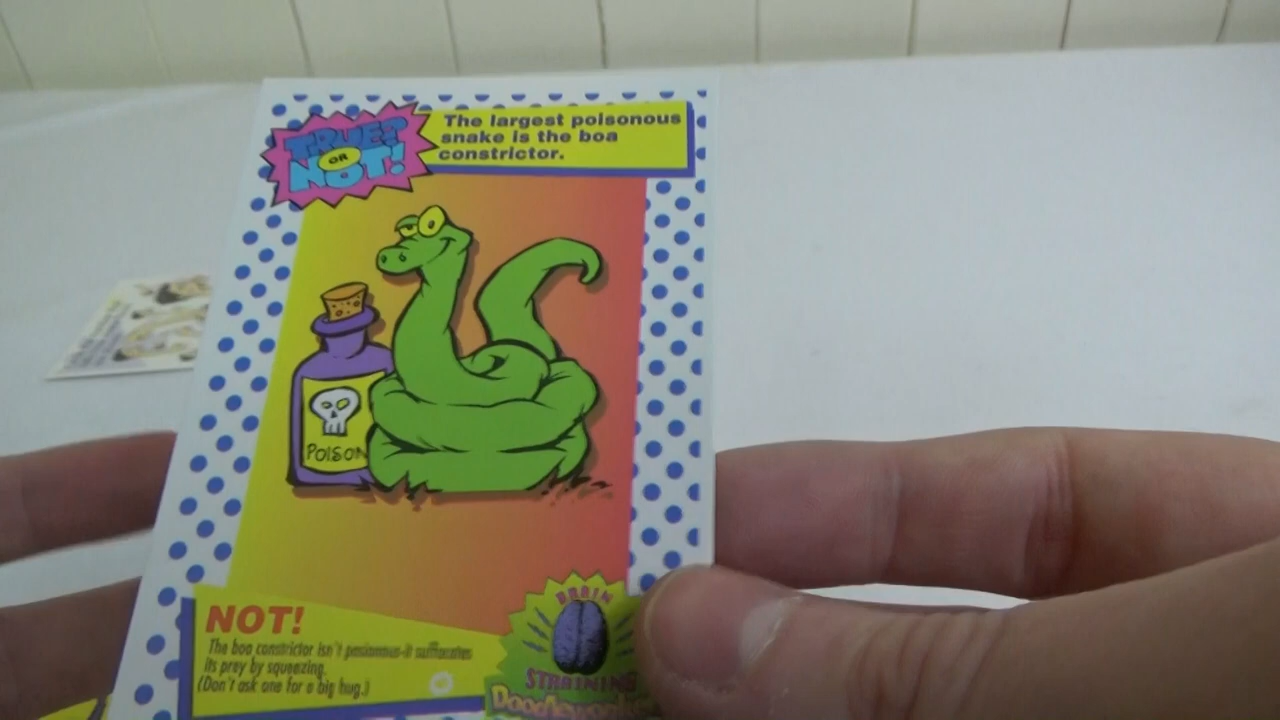 TRUE?
OR
NOT!
The largest poisonous
snake is the boa
constrictor.
POISON
NOT!
The boa constrictor isn't poisonous-it suffocates
its prey by squeezing.
(Don't ask one for a big hug.)
BRAIN
STRAINING